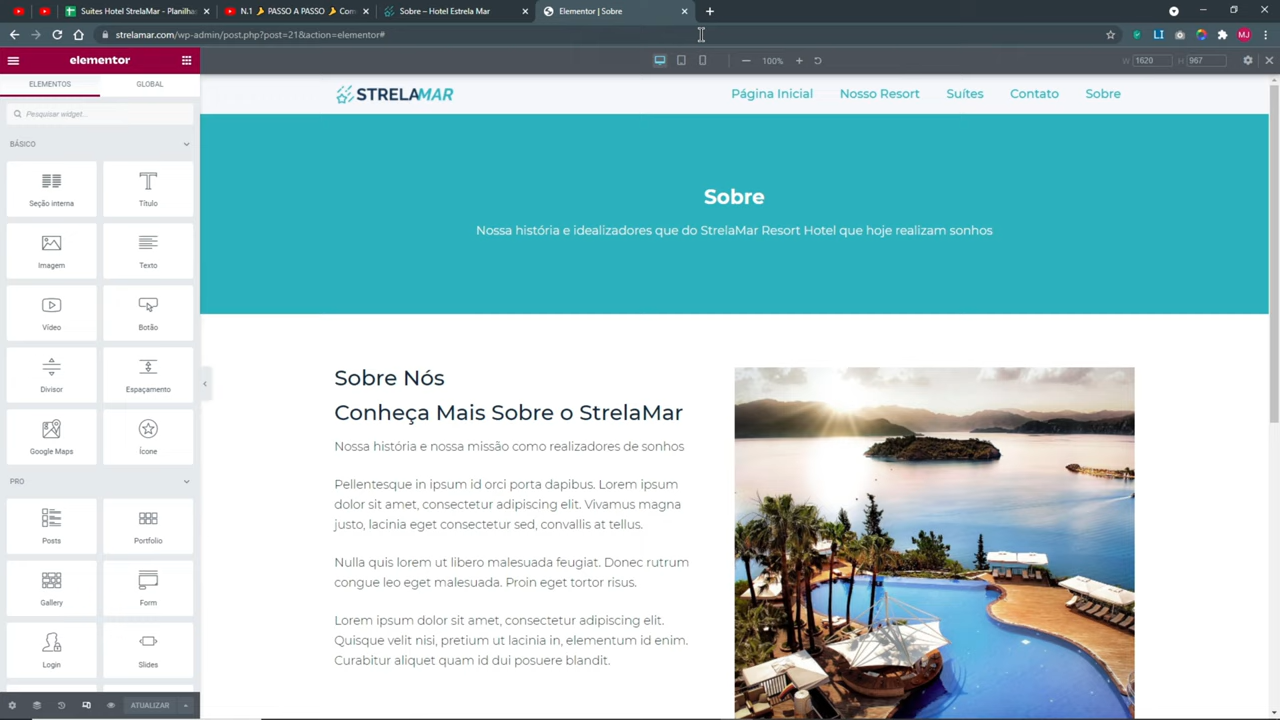 Suítes Hotel StrelaMar - Planilha
N.1 🔑 PASSO A PASSO 🔑 Com
Sobre – Hotel Estrela Mar
Elementor | Sobre
strelamar.com/wp-admin/post.php?post=21&action=elementor#
MJ
elementor
100%
W 1620 H 967
ELEMENTOS
GLOBAL
Pesquisar widget...
BÁSICO
Seção interna
Título
Imagem
Texto
Vídeo
Botão
Divisor
Espaçamento
Google Maps
Ícone
PRO
Posts
Portfolio
Gallery
Form
Login
Slides
ATUALIZAR
STRELAMAR
Página Inicial
Nosso Resort
Suítes
Contato
Sobre
Sobre
Nossa história e idealizadores que do StrelaMar Resort Hotel que hoje realizam sonhos
Sobre Nós
Conheça Mais Sobre o StrelaMar
Nossa história e nossa missão como realizadores de sonhos
Pellentesque in ipsum id orci porta dapibus. Lorem ipsum
dolor sit amet, consectetur adipiscing elit. Vivamus magna
justo, lacinia eget consectetur sed, convallis at tellus.
Nulla quis lorem ut libero malesuada feugiat. Donec rutrum
congue leo eget malesuada. Proin eget tortor risus.
Lorem ipsum dolor sit amet, consectetur adipiscing elit.
Quisque velit nisi, pretium ut lacinia in, elementum id enim.
Curabitur aliquet quam id dui posuere blandit.